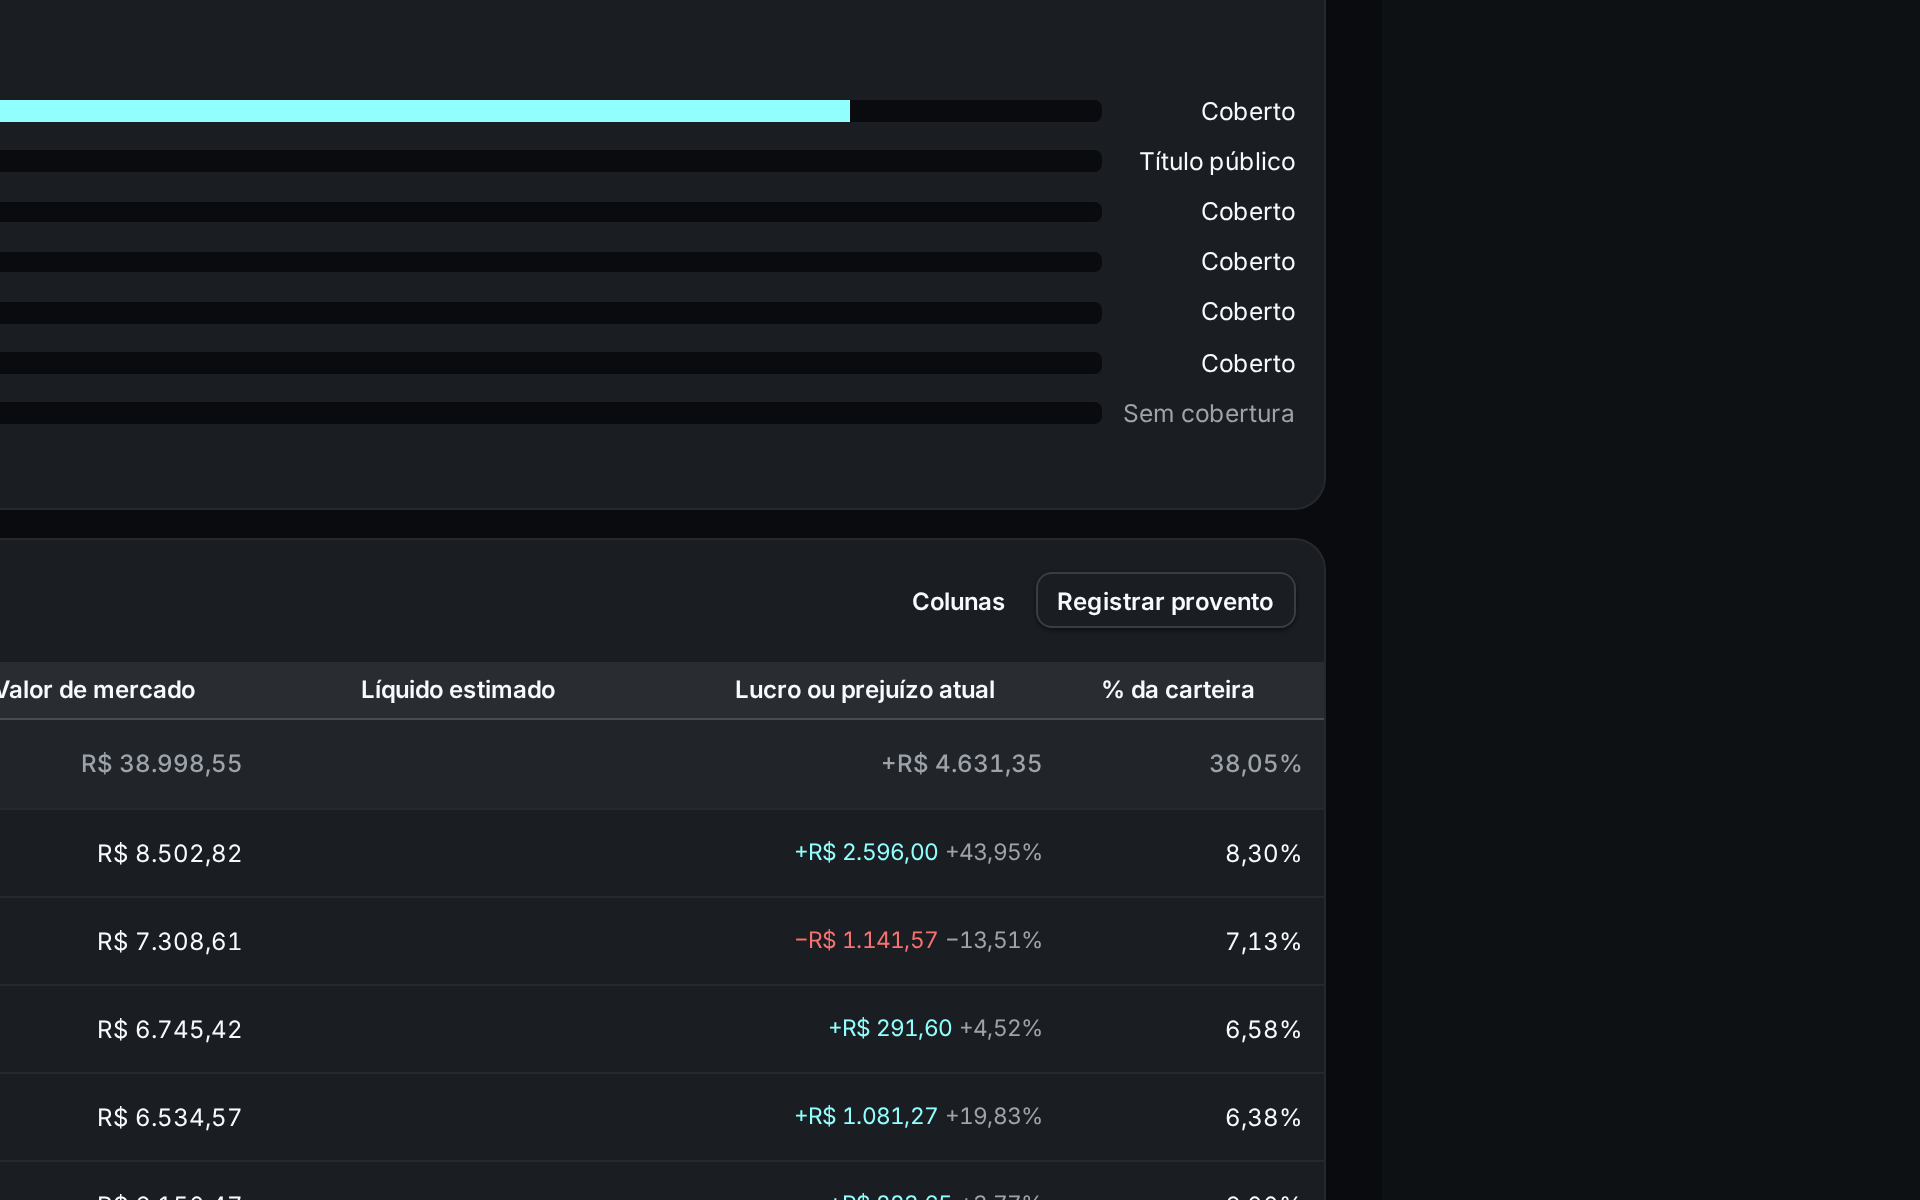 Coberto
Título público
Coberto
Coberto
Coberto
Coberto
Sem cobertura
Colunas Registrar provento
Valor de mercado Líquido estimado Lucro ou prejuízo atual % da carteira
R$ 38.998,55 +R$ 4.631,35 38,05%
R$ 8.502,82 +R$ 2.596,00 +43,95% 8,30%
R$ 7.308,61 −R$ 1.141,57 −13,51% 7,13%
R$ 6.745,42 +R$ 291,60 +4,52% 6,58%
R$ 6.534,57 +R$ 1.081,27 +19,83% 6,38%